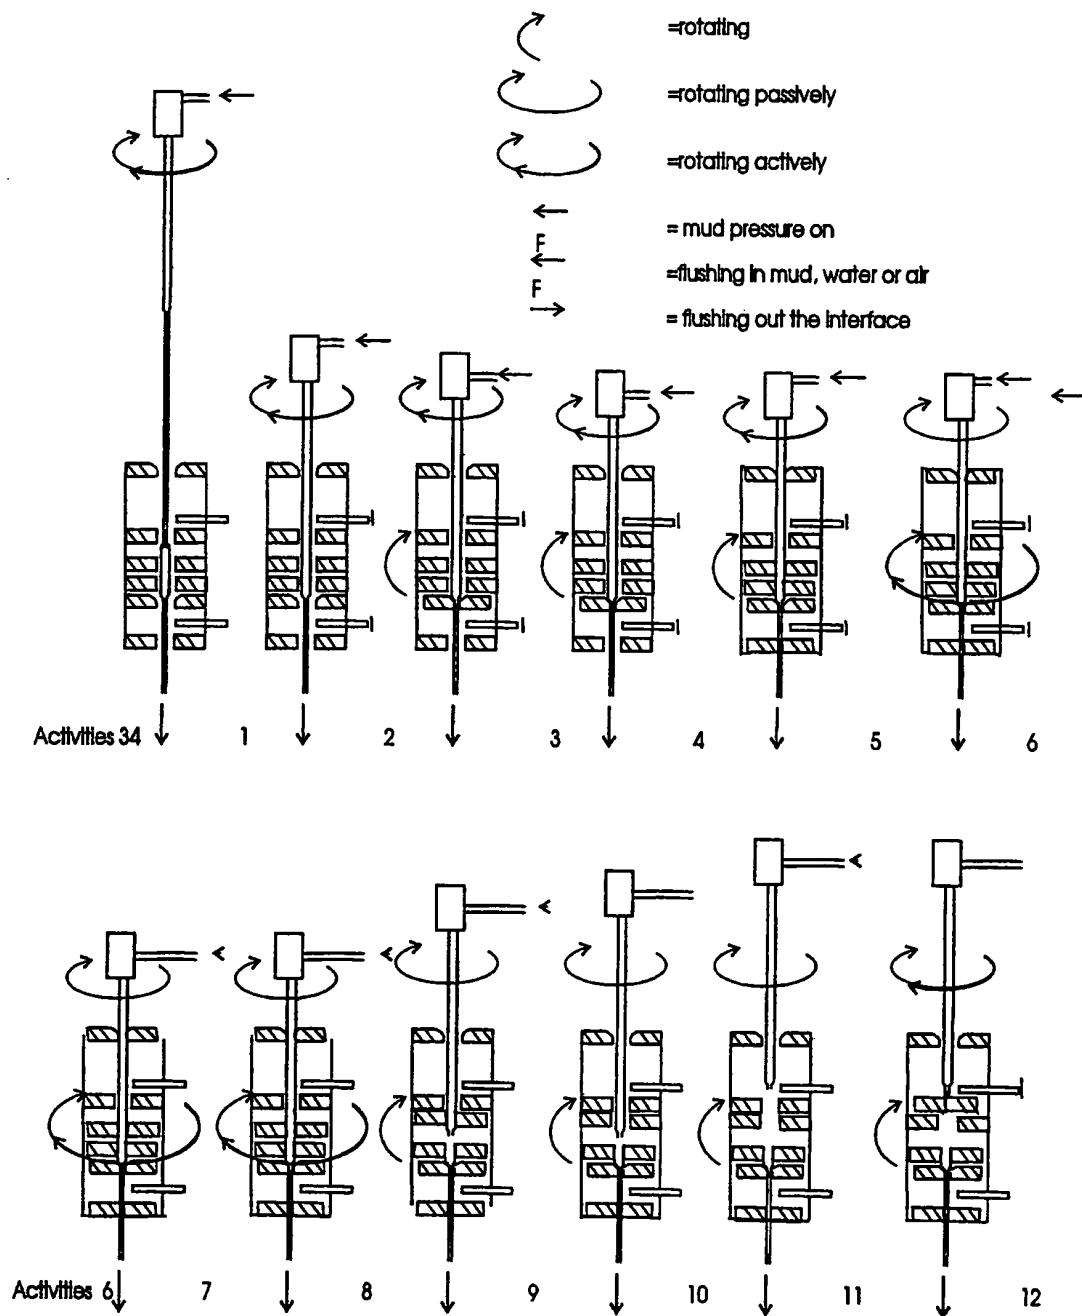 =rotating
=rotating passively
=rotating actively
= mud pressure on
F
=flushing in mud, water or air
F
= flushing out the interface
Activities 34 1 2 3 4 5 6
Activities 6 7 8 9 10 11 12